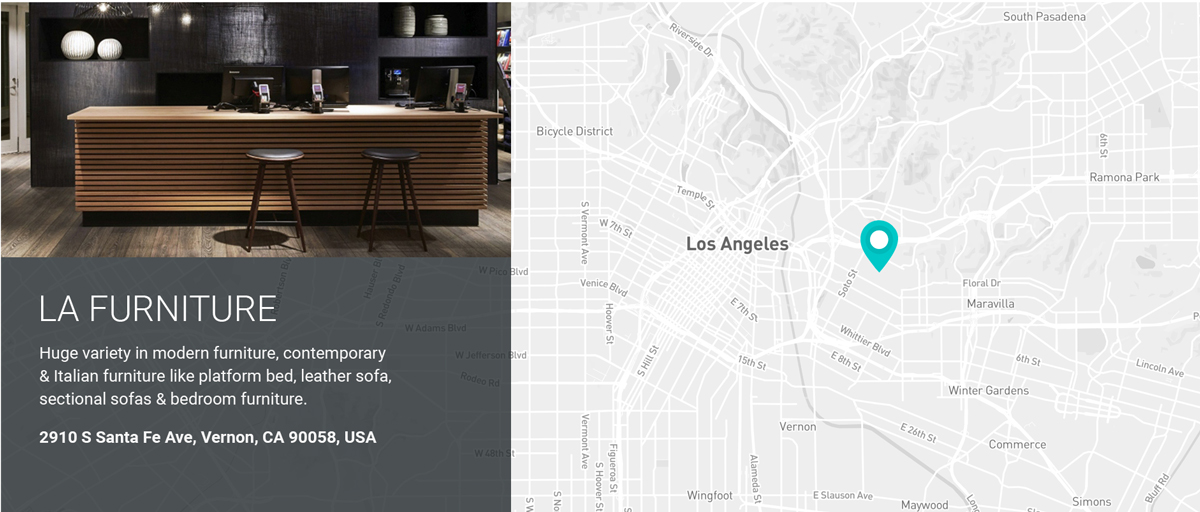 LA FURNITURE
Huge variety in modern furniture, contemporary
& Italian furniture like platform bed, leather sofa,
sectional sofas & bedroom furniture.
2910 S Santa Fe Ave, Vernon, CA 90058, USA
W Pico Blvd
S Redondo Blvd
W Adams Blvd
W Jefferson Blvd
Rodeo Rd
W 48th St
South Pasadena
Riverside Dr
Bicycle District
6th St
Ramona Park
Temple St
S Vermont Ave
W 7th St
Los Angeles
Soto St
Venice Blvd
Floral Dr
Maravilla
Hoover St
E 7th St
Whittier Blvd
S Hill St
15th St
E 8th St
6th St
Lincoln Ave
Winter Gardens
Vernon
Vermont Ave
E 26th St
Commerce
Figueroa St
S Hoover St
Alameda St
Wingfoot
E Slauson Ave
Maywood
Simons
Bluff Rd